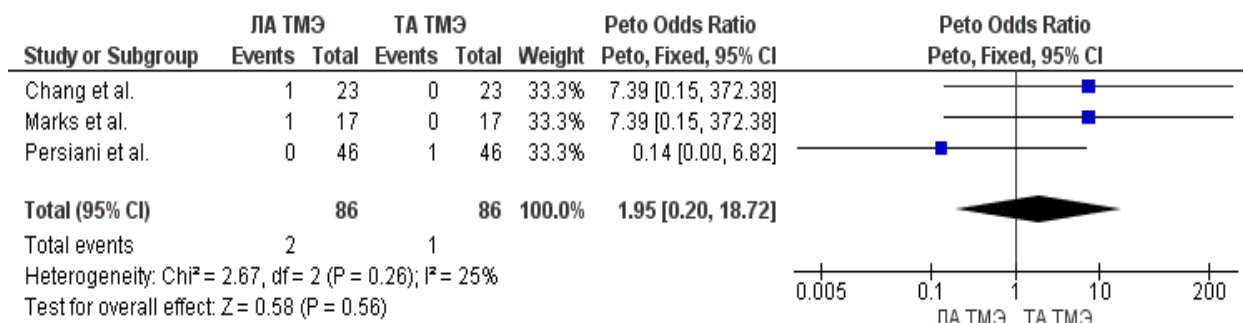 ЛА ТМЭ ТА ТМЭ Peto Odds Ratio Peto Odds Ratio
Study or Subgroup Events Total Events Total Weight Peto, Fixed, 95% CI Peto, Fixed, 95% CI
Chang et al. 1 23 0 23 33.3% 7.39 [0.15, 372.38]
Marks et al. 1 17 0 17 33.3% 7.39 [0.15, 372.38]
Persiani et al. 0 46 1 46 33.3% 0.14 [0.00, 6.82]
Total (95% CI) 86 86 100.0% 1.95 [0.20, 18.72]
Total events 2 1
Heterogeneity: Chi² = 2.67, df = 2 (P = 0.26); I² = 25%
Test for overall effect: Z = 0.58 (P = 0.56)
0.005 0.1 1 10 200
ЛА ТМЭ ТА ТМЭ